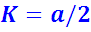 K = a/2